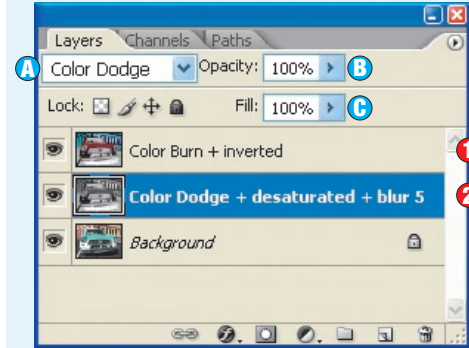 Layers Channels Paths
A Color Dodge Opacity: 100% B
Lock: Fill: 100% C
Color Burn + inverted 1
Color Dodge + desaturated + blur 5 2
Background